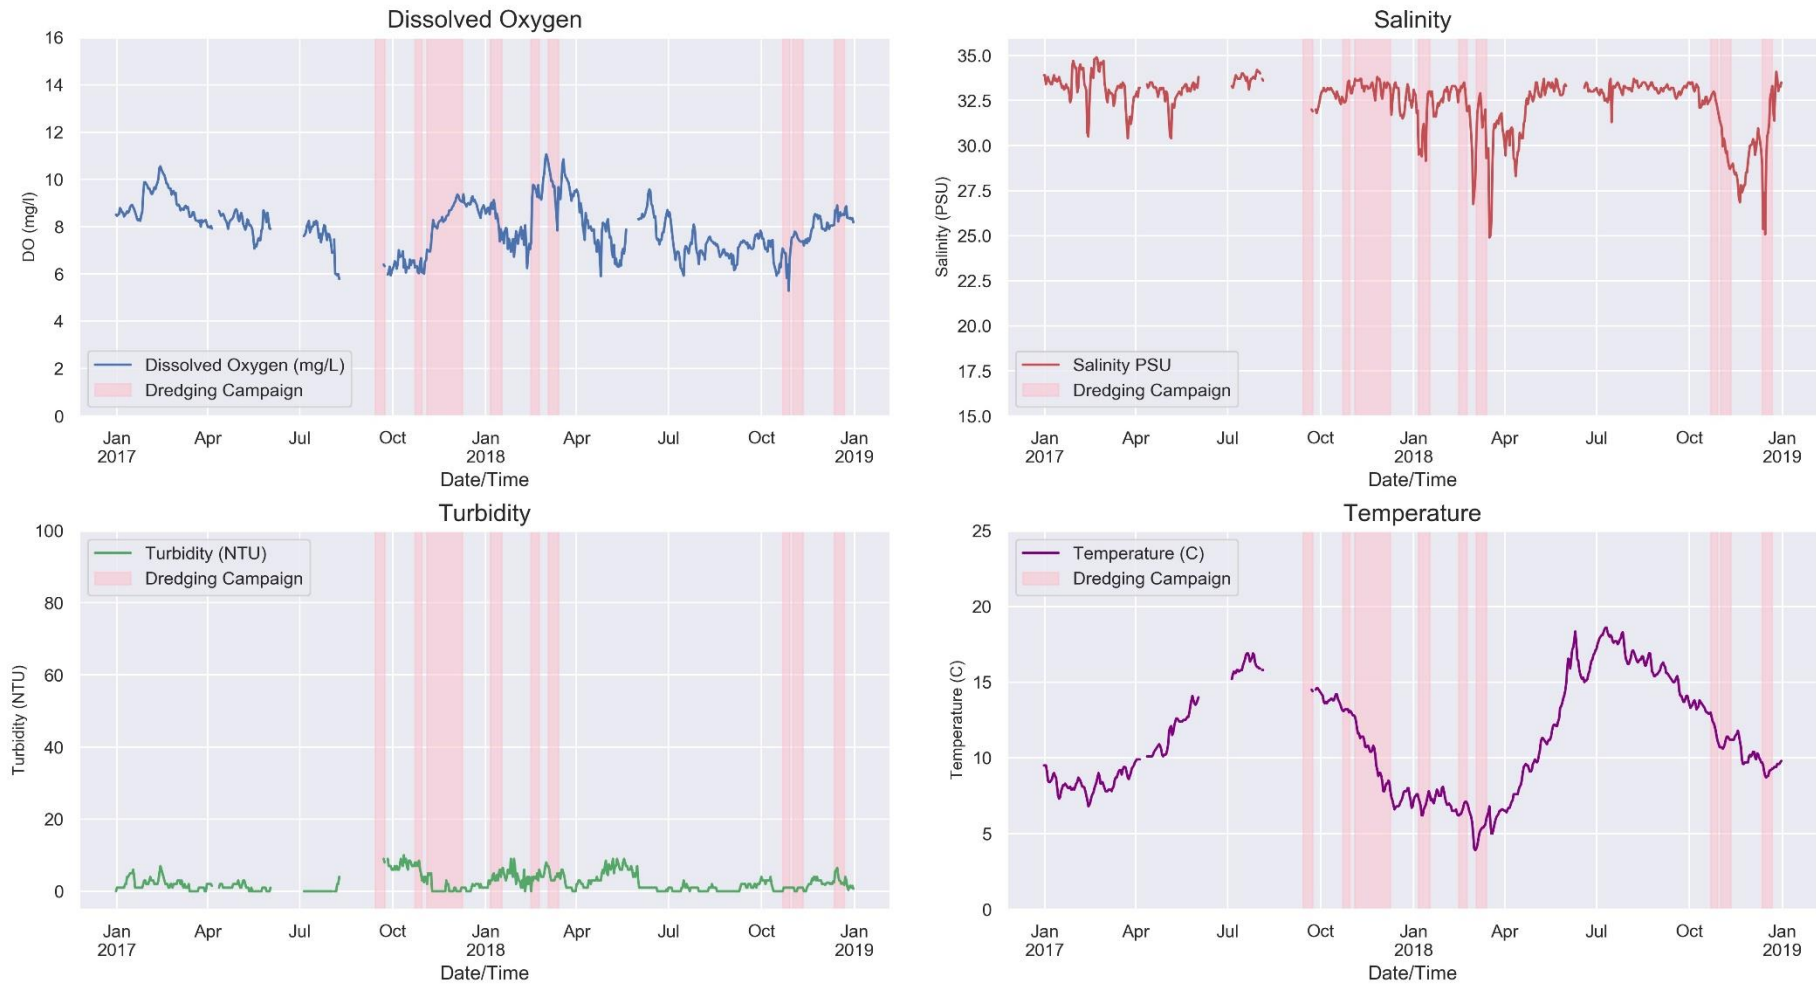 Dissolved Oxygen
16
14
12
10
8
6
4
2
0
DO (mg/l)
Dissolved Oxygen (mg/L)
Dredging Campaign
Jan Apr Jul Oct Jan Apr Jul Oct Jan
2017 2018 2019
Date/Time
Salinity
35.0
32.5
30.0
27.5
25.0
22.5
20.0
17.5
15.0
Salinity (PSU)
Salinity PSU
Dredging Campaign
Jan Apr Jul Oct Jan Apr Jul Oct Jan
2017 2018 2019
Date/Time
Turbidity
100
80
60
40
20
0
Turbidity (NTU)
Turbidity (NTU)
Dredging Campaign
Jan Apr Jul Oct Jan Apr Jul Oct Jan
2017 2018 2019
Date/Time
Temperature
25
20
15
10
5
0
Temperature (C)
Temperature (C)
Dredging Campaign
Jan Apr Jul Oct Jan Apr Jul Oct Jan
2017 2018 2019
Date/Time